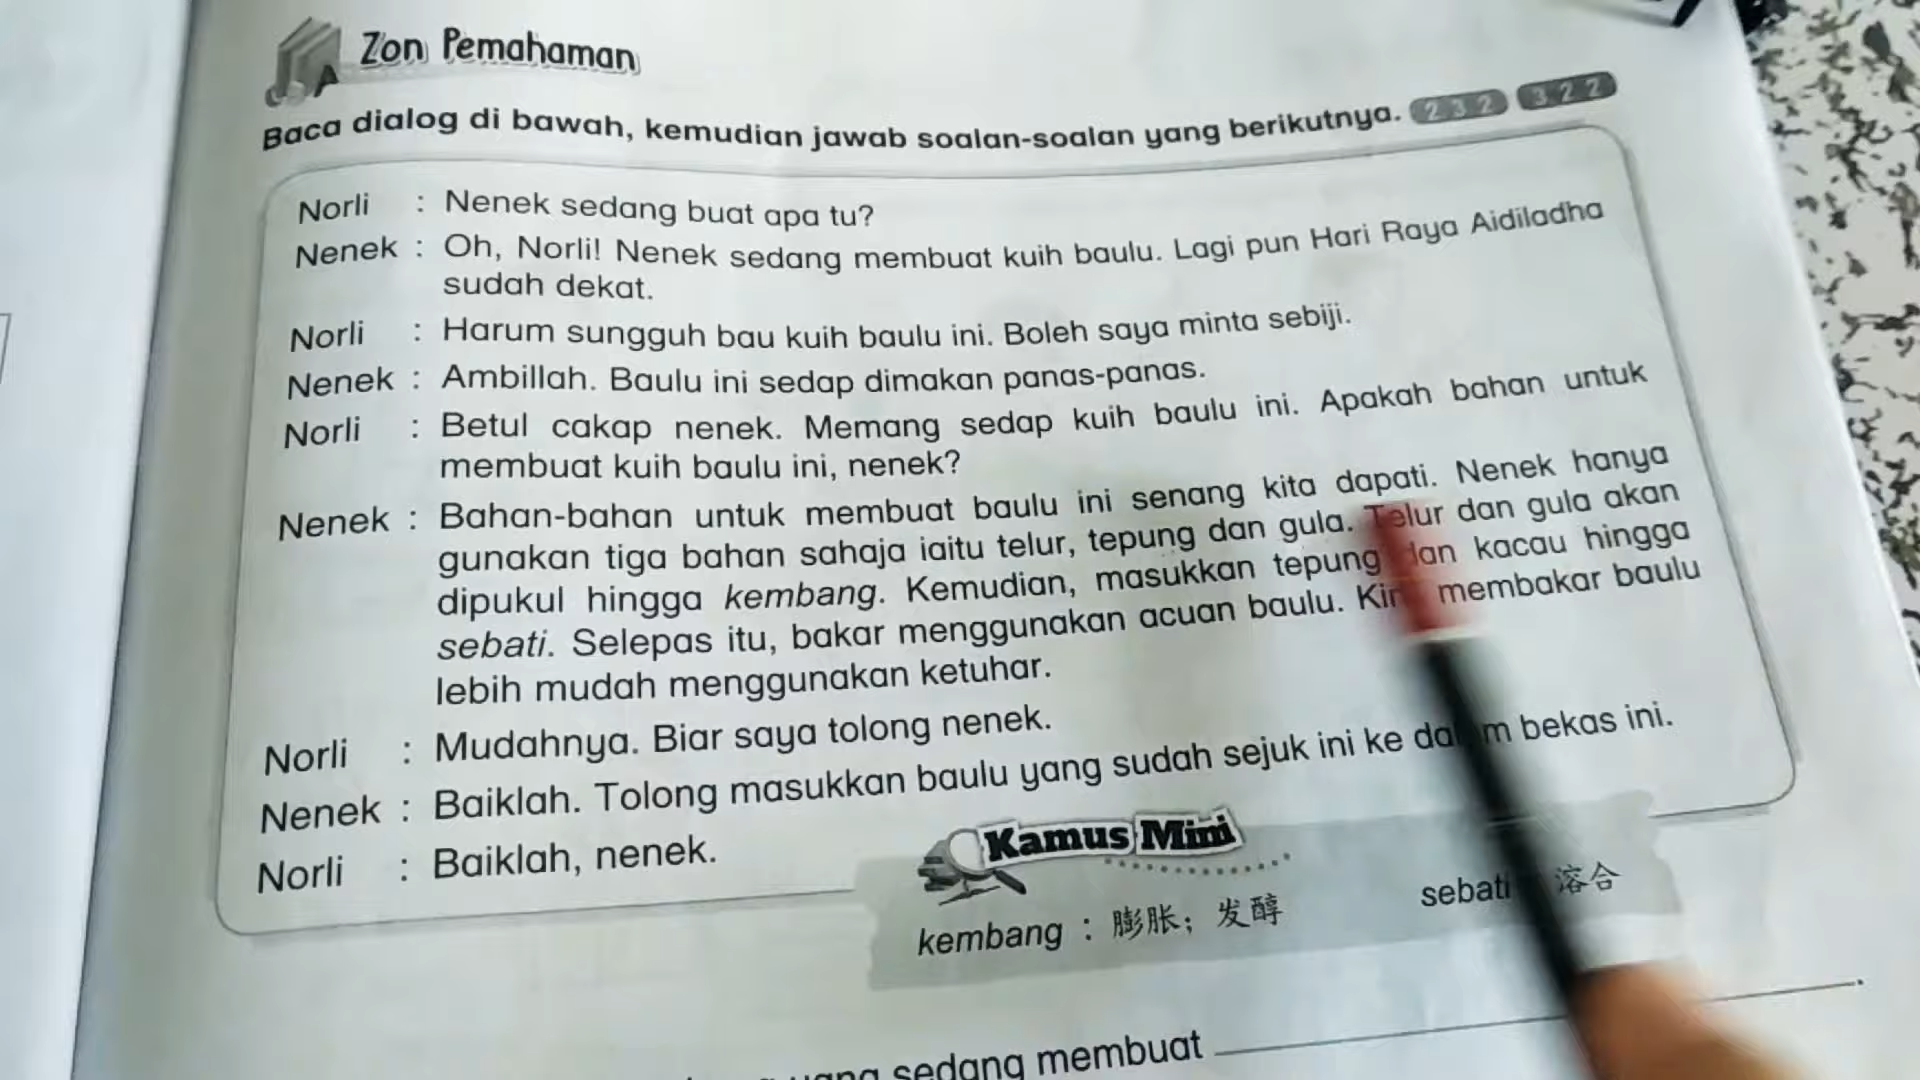 Zon Pemahaman
A
Baca dialog di bawah, kemudian jawab soalan-soalan yang berikutnya. 2 3 2 3 2 2
Norli : Nenek sedang buat apa tu?
Nenek : Oh, Norli! Nenek sedang membuat kuih baulu. Lagi pun Hari Raya Aidiladha
sudah dekat.
Norli : Harum sungguh bau kuih baulu ini. Boleh saya minta sebiji.
Nenek : Ambillah. Baulu ini sedap dimakan panas-panas.
Norli : Betul cakap nenek. Memang sedap kuih baulu ini. Apakah bahan untuk
membuat kuih baulu ini, nenek?
Nenek : Bahan-bahan untuk membuat baulu ini senang kita dapati. Nenek hanya
gunakan tiga bahan sahaja iaitu telur, tepung dan gula. Telur dan gula akan
dipukul hingga kembang. Kemudian, masukkan tepung dan kacau hingga
sebati. Selepas itu, bakar menggunakan acuan baulu. membakar baulu
lebih mudah menggunakan ketuhar.
Norli : Mudahnya. Biar saya tolong nenek.
Nenek : Baiklah. Tolong masukkan baulu yang sudah sejuk ini ke dalam bekas ini.
Norli : Baiklah, nenek.
Kamus Mini
kembang : 膨胀；发酵 sebati 溶合
yang sedang membuat